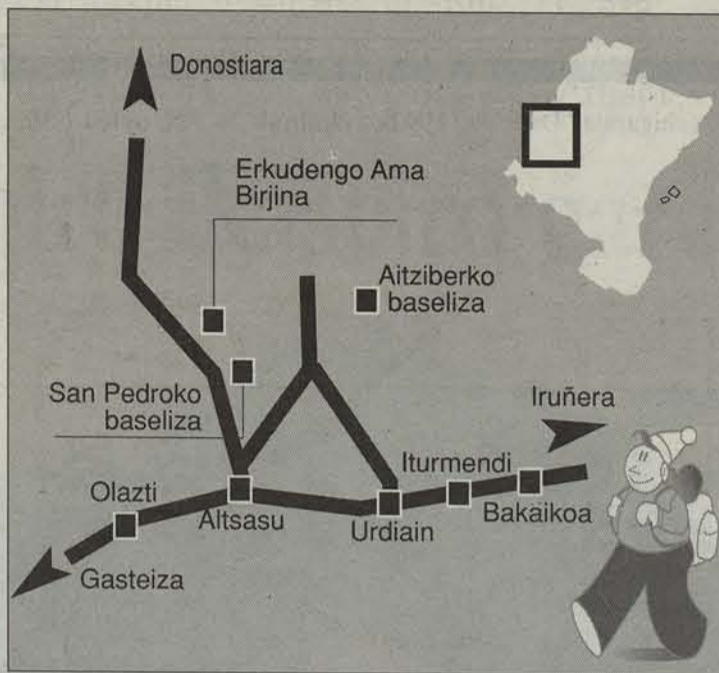 Donostiara
Erkudengo Ama
Birjina
Aitziberko
baseliza
San Pedroko
baseliza
Iruñera
Iturmendi
Olazti
Altsasu
Urdiain
Bakaikoa
Gasteiza